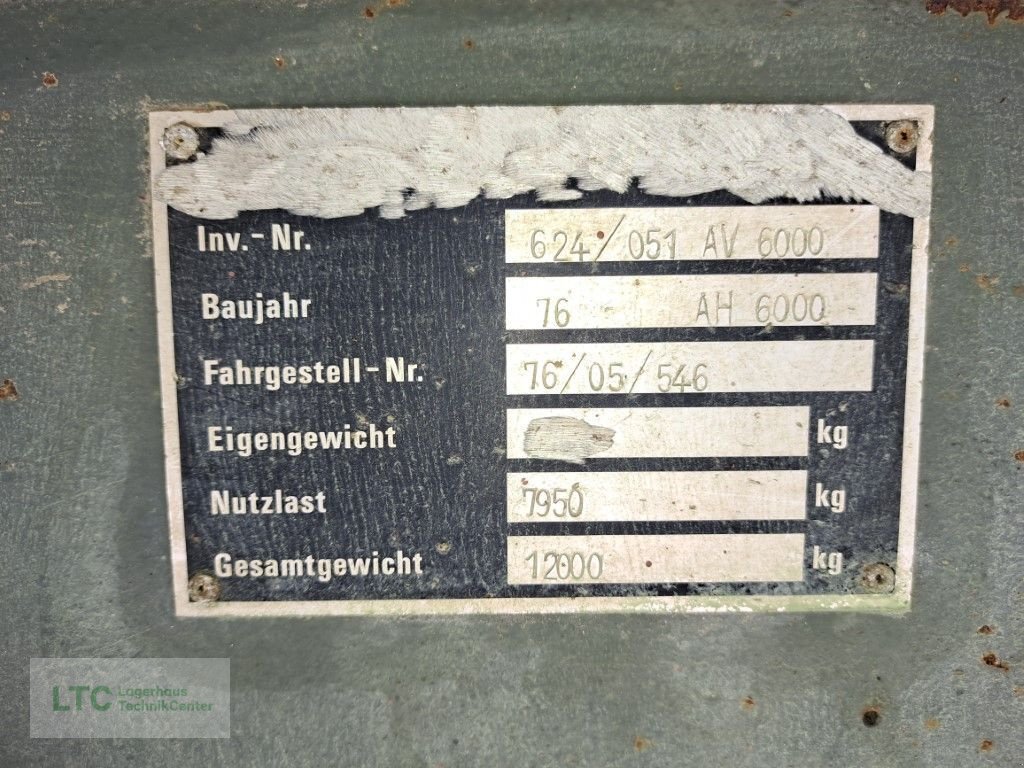 Inv.-Nr. 624/051 AV 6000
Baujahr 76 AH 6000
Fahrgestell-Nr. 76/05/546
Eigengewicht kg
Nutzlast 7950 kg
Gesamtgewicht 12000 kg
LTC Lagerhaus
TechnikCenter